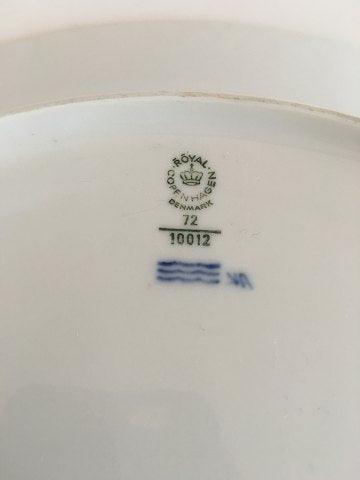 ROYAL
COPENHAGEN
DENMARK
72
10012